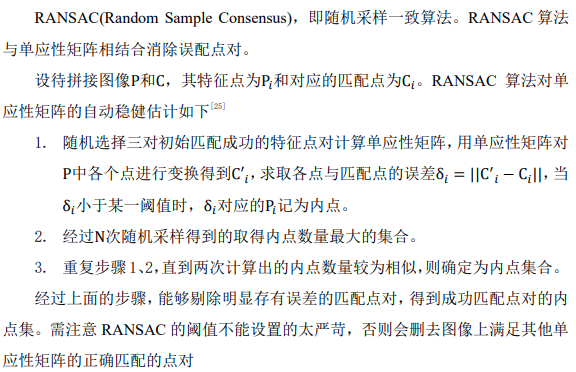 RANSAC(Random Sample Consensus)，即随机采样一致算法。RANSAC 算法
与单应性矩阵相结合消除误配点对。
设待拼接图像P和C，其特征点为Pᵢ和对应的匹配点为Cᵢ。RANSAC 算法对单
应性矩阵的自动稳健估计如下[25]
1. 随机选择三对初始匹配成功的特征点对计算单应性矩阵，用单应性矩阵对
P中各个点进行变换得到C′ᵢ，求取各点与匹配点的误差δᵢ = ||C′ᵢ − Cᵢ||，当
δᵢ小于某一阈值时，δᵢ对应的Pᵢ记为内点。
2. 经过N次随机采样得到的取得内点数量最大的集合。
3. 重复步骤 1、2，直到两次计算出的内点数量较为相似，则确定为内点集合。
经过上面的步骤，能够剔除明显存有误差的匹配点对，得到成功匹配点对的内
点集。需注意 RANSAC 的阈值不能设置的太严苛，否则会删去图像上满足其他单
应性矩阵的正确匹配的点对